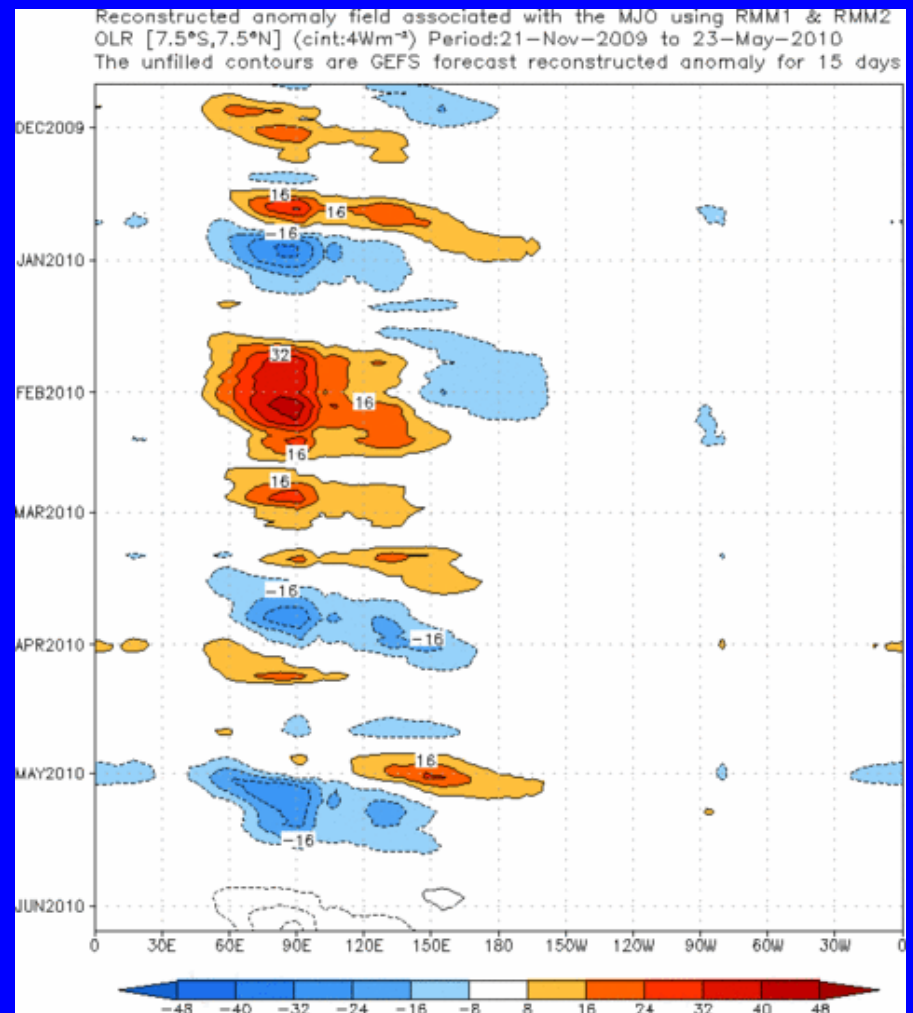 Reconstructed anomaly field associated with the MJO using RMM1 & RMM2
OLR [7.5°S,7.5°N] (cint:4Wm⁻²) Period:21-Nov-2009 to 23-May-2010
The unfilled contours are GEFS forecast reconstructed anomaly for 15 days
DEC2009
16
16
-16
JAN2010
32
FEB2010
16
16
16
MAR2010
-16
-16
APR2010
16
MAY2010
-16
JUN2010
0 30E 60E 90E 120E 150E 180 150W 120W 90W 60W 30W 0
-48 -40 -32 -24 -16 -8 8 16 24 32 40 48